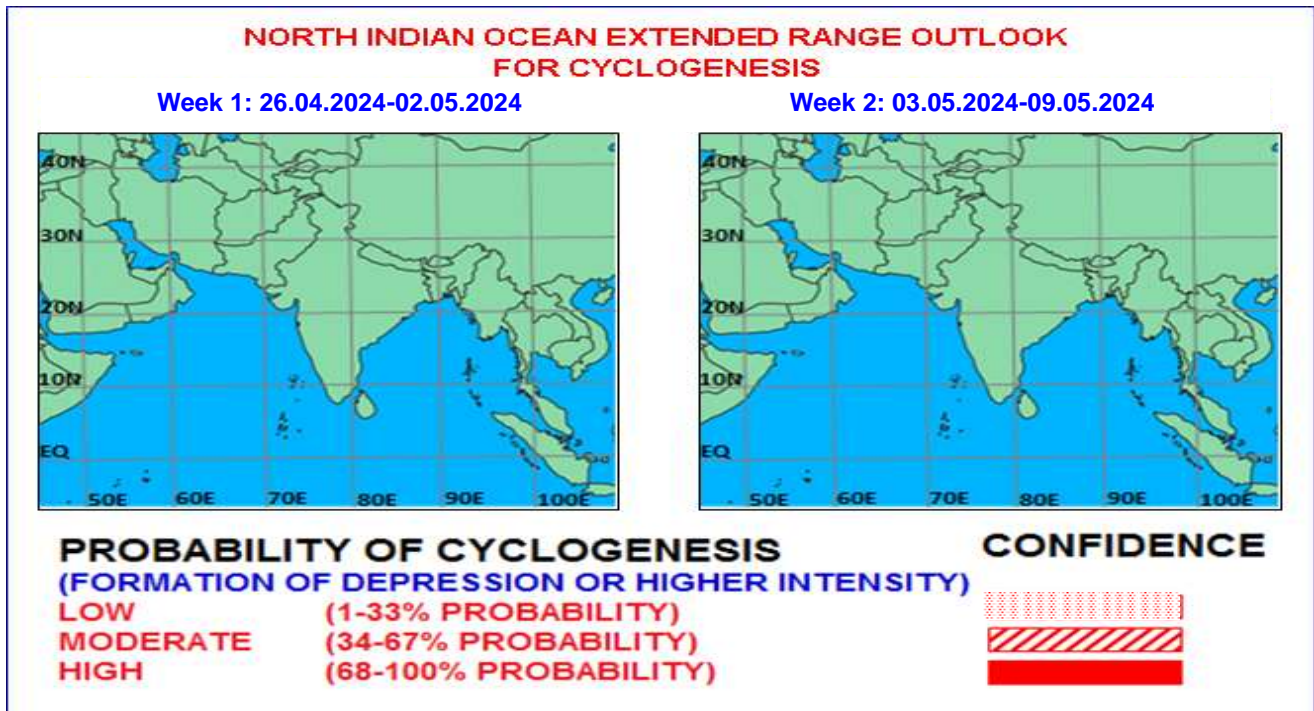 NORTH INDIAN OCEAN EXTENDED RANGE OUTLOOK
FOR CYCLOGENESIS
Week 1: 26.04.2024-02.05.2024
Week 2: 03.05.2024-09.05.2024
40N
30N
20N
10N
EQ
50E 60E 70E 80E 90E 100E
40N
30N
20N
10N
EQ
50E 60E 70E 80E 90E 100E
PROBABILITY OF CYCLOGENESIS
CONFIDENCE
(FORMATION OF DEPRESSION OR HIGHER INTENSITY)
LOW (1-33% PROBABILITY)
MODERATE (34-67% PROBABILITY)
HIGH (68-100% PROBABILITY)